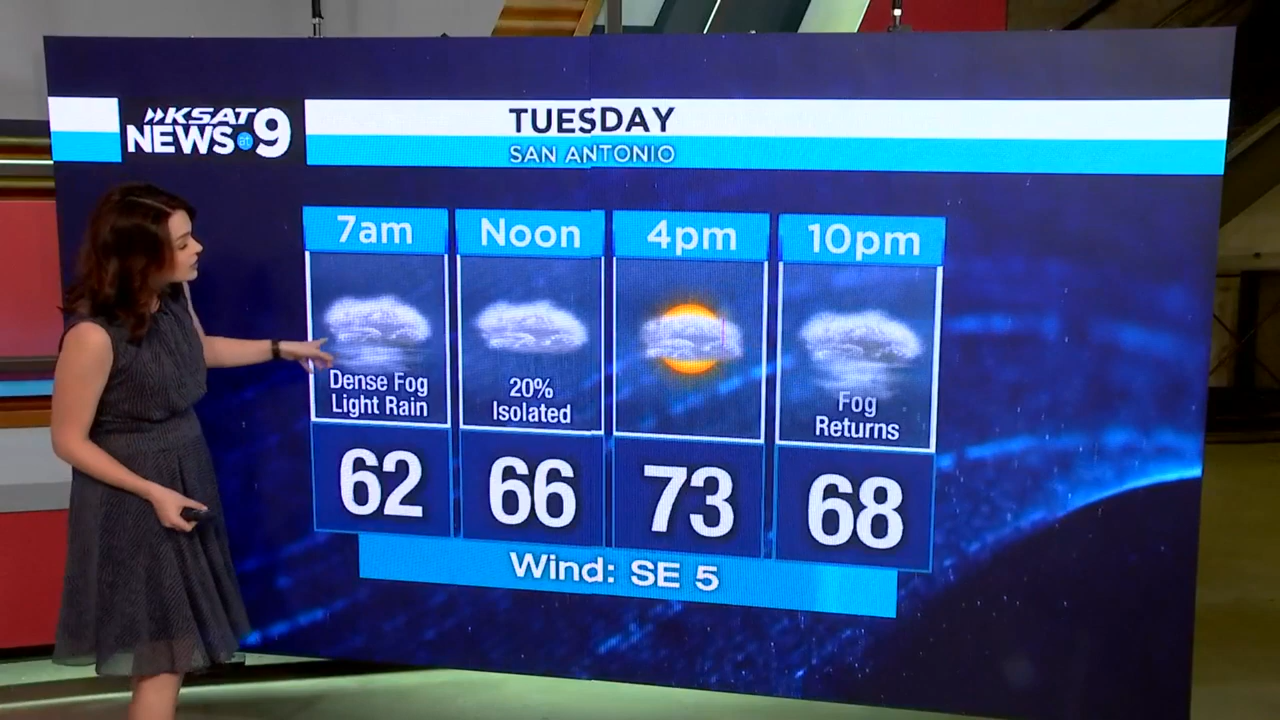 KSAT
NEWS at 9
TUESDAY
SAN ANTONIO
7am
Dense Fog
Light Rain
62
Noon
20%
Isolated
66
4pm
73
10pm
Fog
Returns
68
Wind: SE 5